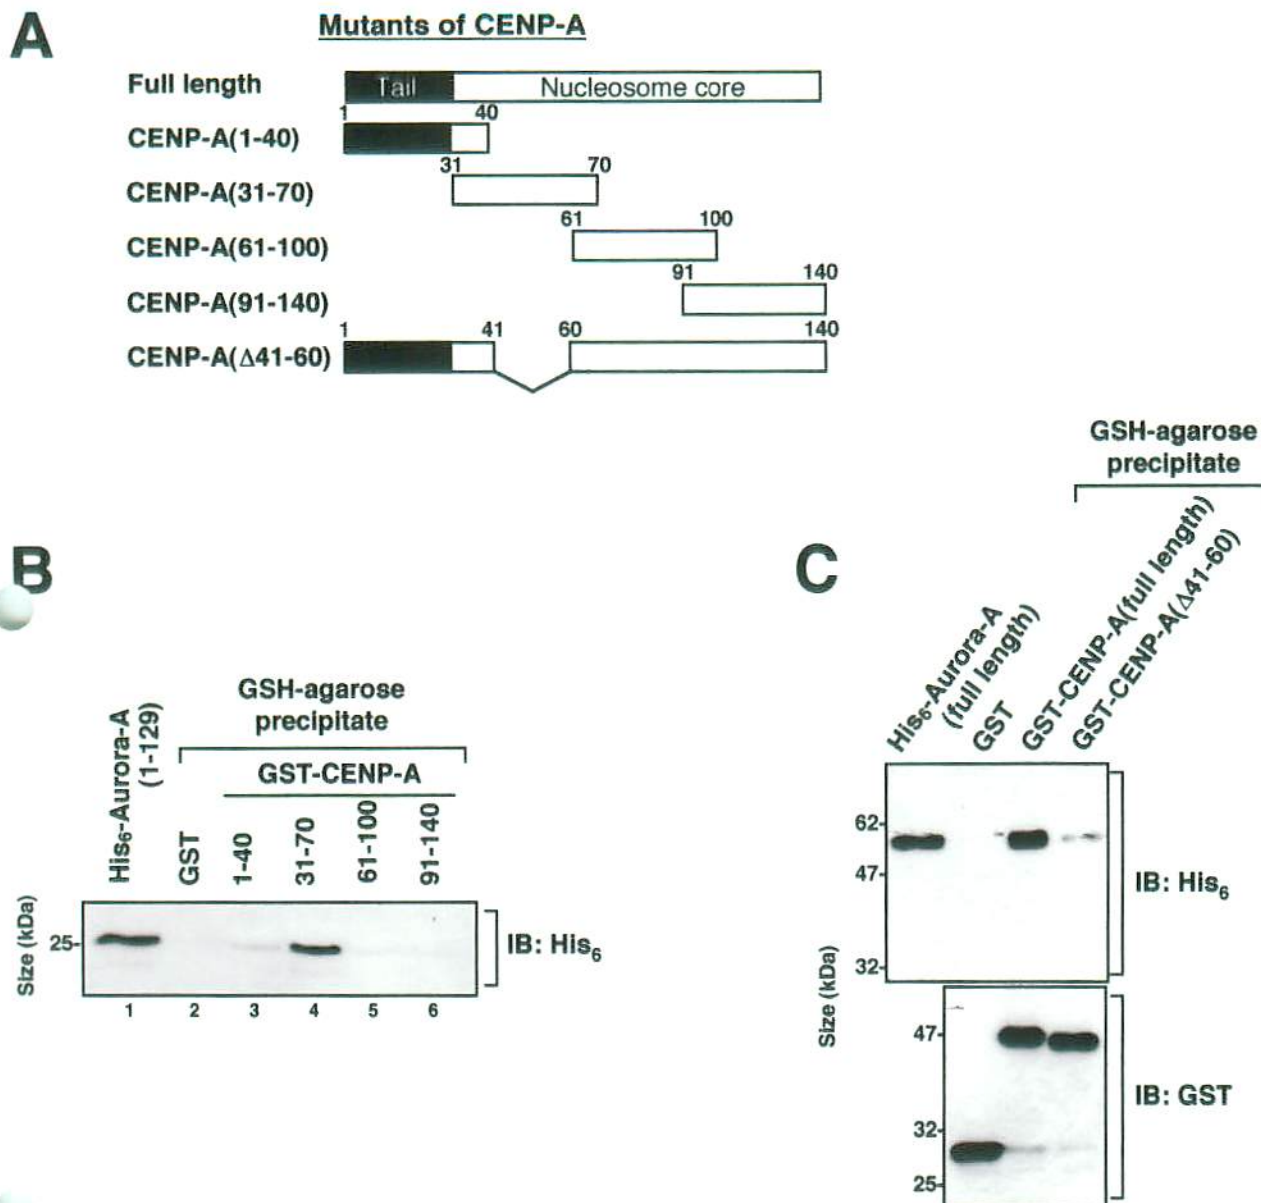 A
Mutants of CENP-A
Full length
Tail
Nucleosome core
1 40
CENP-A(1-40)
31 70
CENP-A(31-70)
61 100
CENP-A(61-100)
91 140
CENP-A(91-140)
1 41 60 140
CENP-A(Δ41-60)
B
GSH-agarose
precipitate
GST-CENP-A
His6-Aurora-A
(1-129)
GST
1-40
31-70
61-100
91-140
Size (kDa)
25-
IB: His6
1 2 3 4 5 6
C
GSH-agarose
precipitate
His6-Aurora-A
(full length)
GST
GST-CENP-A(full length)
GST-CENP-A(Δ41-60)
62-
47-
32-
IB: His6
Size (kDa)
47-
32-
25-
IB: GST